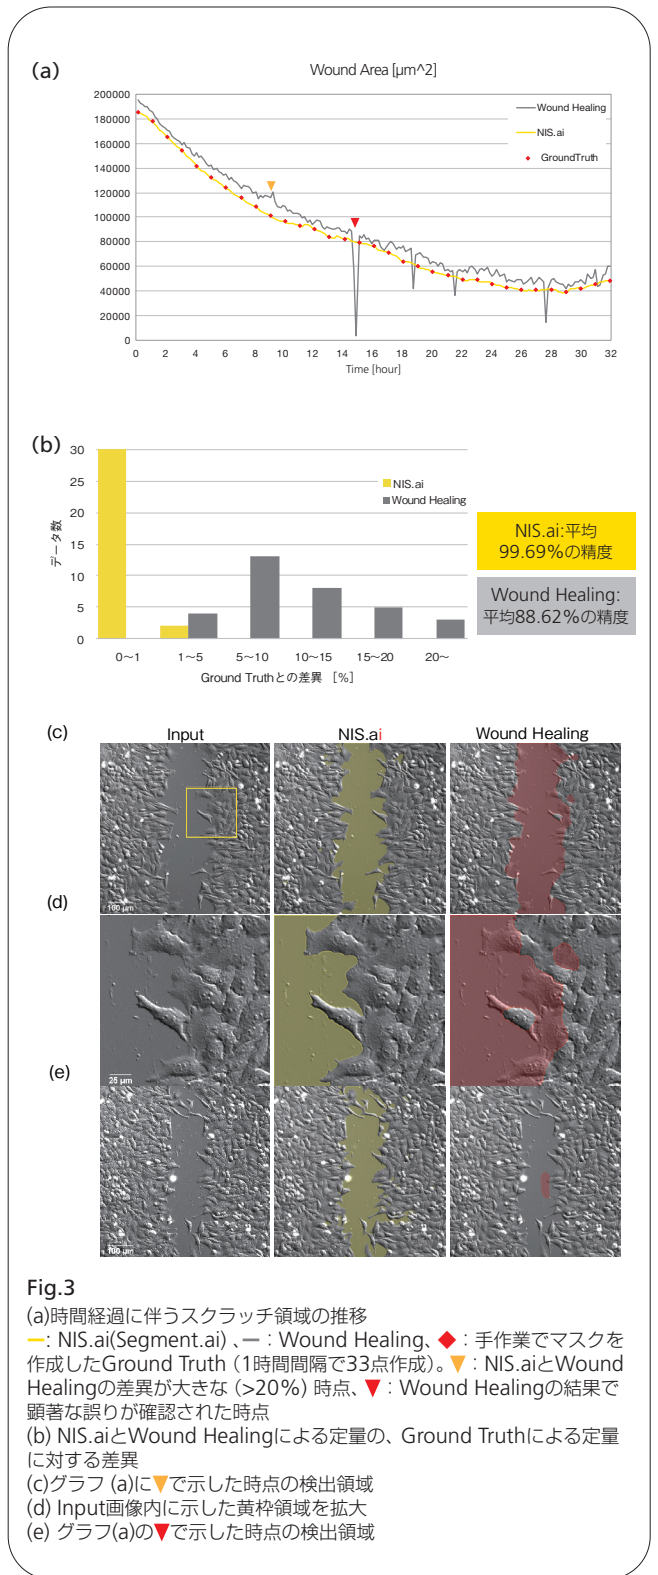 (a)
Wound Area [µm^2]
200000
180000
160000
140000
120000
100000
80000
60000
40000
20000
0
Wound Healing
NIS.ai
GroundTruth
0 2 4 6 8 10 12 14 16 18 20 22 24 26 28 30 32
Time [hour]
(b)
30
25
20
15
10
5
0
データ数
NIS.ai
Wound Healing
0〜1 1〜5 5〜10 10〜15 15〜20 20〜
Ground Truthとの差異 [%]
NIS.ai:平均
99.69%の精度
Wound Healing:
平均88.62%の精度
(c)
Input NIS.ai Wound Healing
100 µm
(d)
25 µm
(e)
100 µm
Fig.3
(a)時間経過に伴うスクラッチ領域の推移
ー: NIS.ai(Segment.ai) 、ー：Wound Healing、◆：手作業でマスクを
作成したGround Truth（1時間間隔で33点作成）。▼：NIS.aiとWound
Healingの差異が大きな（>20%）時点、▼：Wound Healingの結果で
顕著な誤りが確認された時点
(b) NIS.aiとWound Healingによる定量の、Ground Truthによる定量
に対する差異
(c)グラフ (a)に▼で示した時点の検出領域
(d) Input画像内に示した黄枠領域を拡大
(e) グラフ(a)の▼で示した時点の検出領域